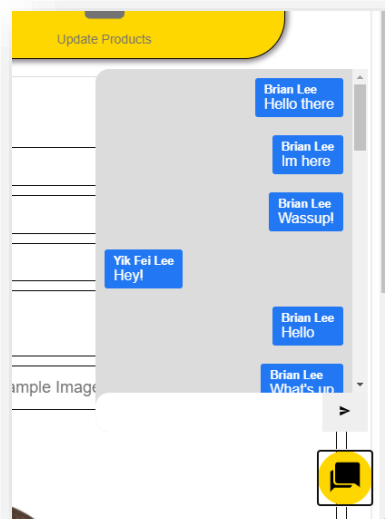 Update Products
Brian Lee
Hello there
Brian Lee
Im here
Brian Lee
Wassup!
Yik Fei Lee
Hey!
Brian Lee
Hello
Brian Lee
What's up
ample Image